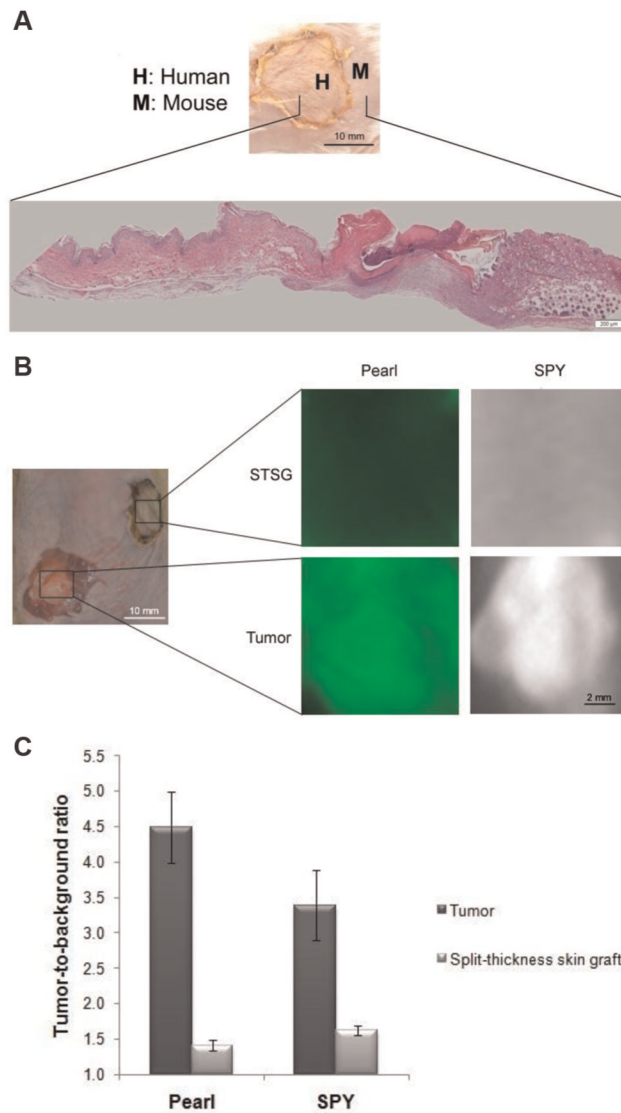 A
H: Human
M: Mouse
H
M
10 mm
200 µm
B
Pearl
SPY
STSG
10 mm
Tumor
2 mm
C
Tumor-to-background ratio
5.5
5.0
4.5
4.0
3.5
3.0
2.5
2.0
1.5
1.0
Pearl
SPY
Tumor
Split-thickness skin graft